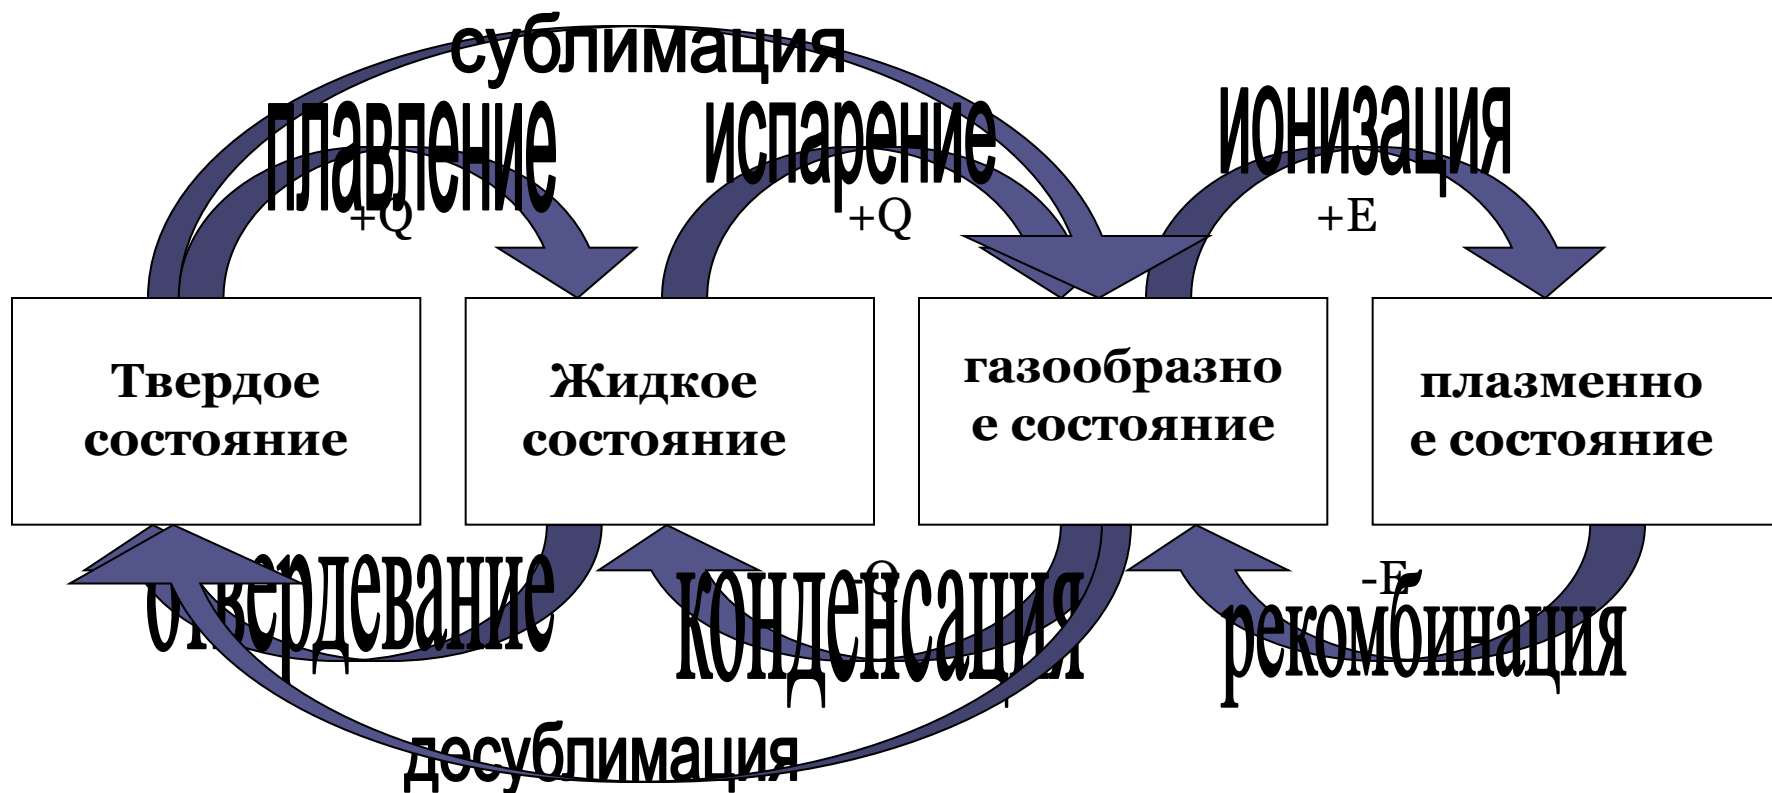 сублимация
плавление
испарение
ионизация
+Q
+Q
+E
Твердое
состояние
Жидкое
состояние
газообразно
е состояние
плазменно
е состояние
отвердевание
-Q
конденсация
-E
рекомбинация
десублимация